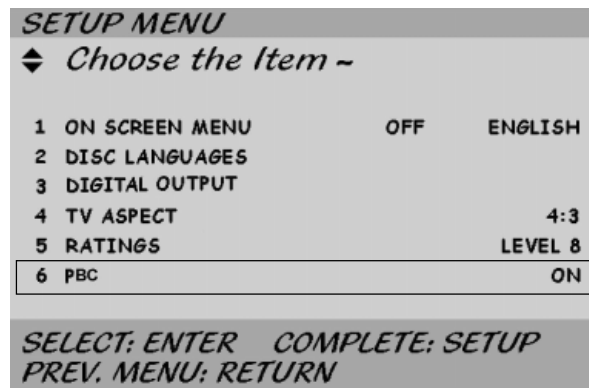 SETUP MENU
Choose the Item ~
1 ON SCREEN MENU OFF ENGLISH
2 DISC LANGUAGES
3 DIGITAL OUTPUT
4 TV ASPECT 4:3
5 RATINGS LEVEL 8
6 PBC ON
SELECT: ENTER COMPLETE: SETUP
PREV. MENU: RETURN